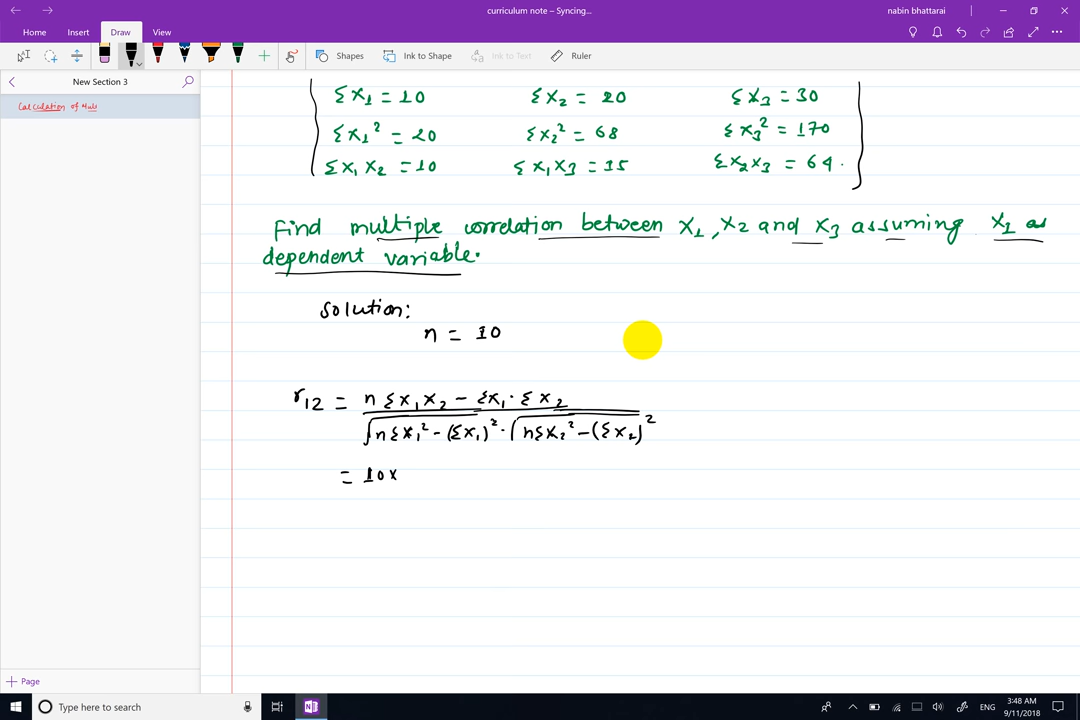 curriculum note – Syncing...
nabin bhattarai
Home Insert Draw View
Shapes Ink to Shape Ink to Text Ruler
New Section 3
Calculation of
Σx₁ = 10 Σx₂ = 20 Σx₃ = 30
Σx₁² = 20 Σx₂² = 68 Σx₃² = 170
Σx₁x₂ = 10 Σx₁x₃ = 15 Σx₂x₃ = 64.
Find multiple correlation between x₁, x₂ and x₃ assuming x₁ as
dependent variable.
Solution:
n = 10
r₁₂ = nΣx₁x₂ – Σx₁·Σx₂
√nΣx₁² – (Σx₁)² · √nΣx₂² – (Σx₂)²
= 10x
+ Page
Type here to search
ENG
3:48 AM
9/11/2018